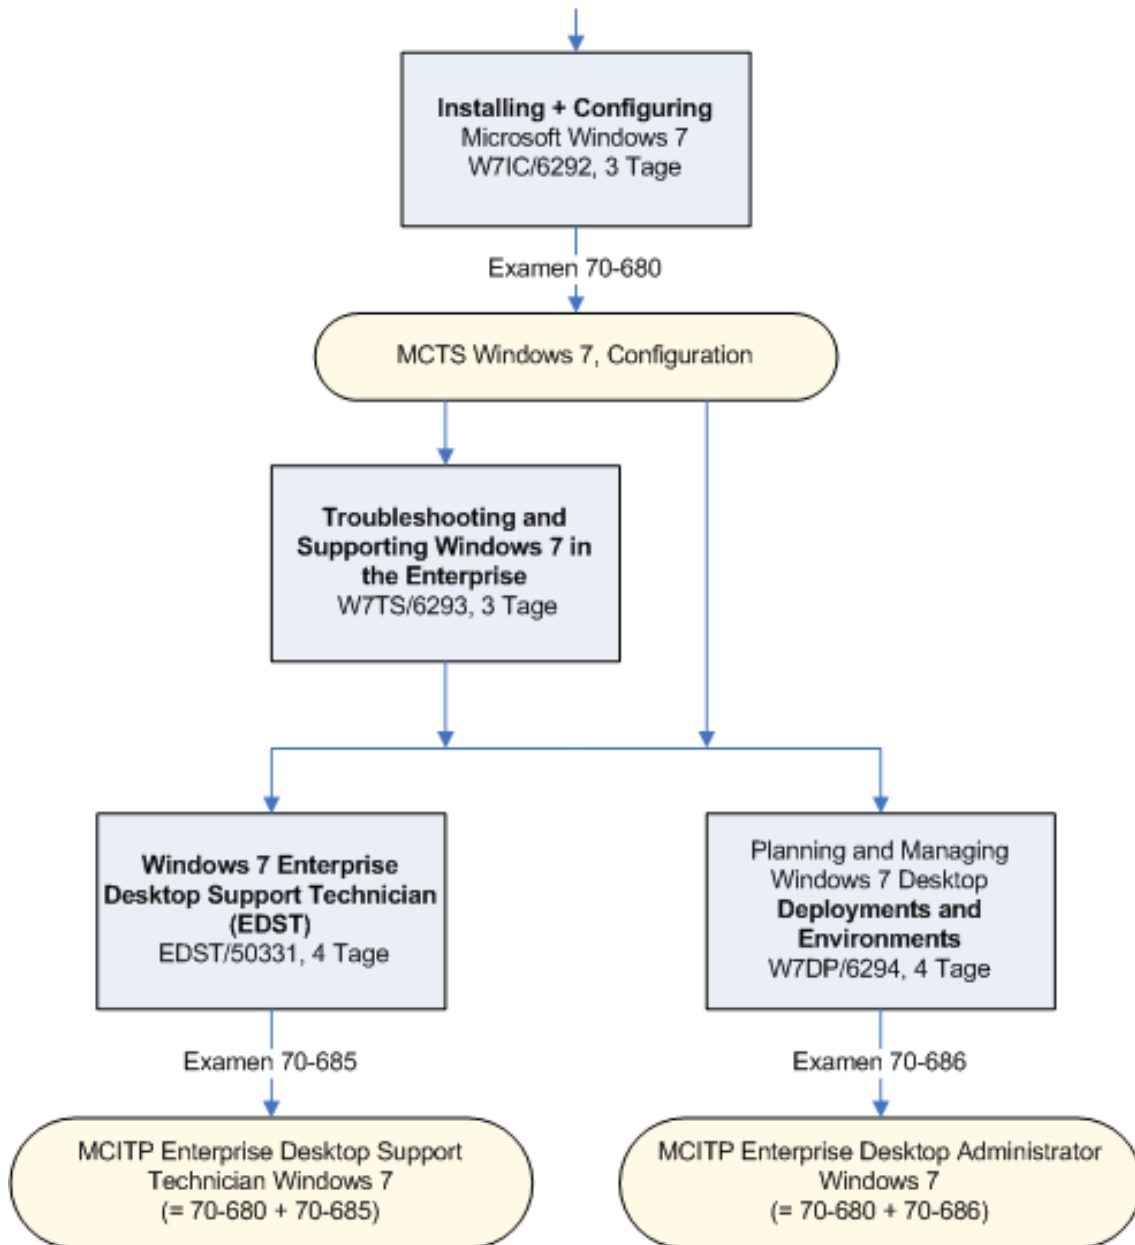 Installing + Configuring
Microsoft Windows 7
W7IC/6292, 3 Tage
Examen 70-680
MCTS Windows 7, Configuration
Troubleshooting and
Supporting Windows 7 in
the Enterprise
W7TS/6293, 3 Tage
Windows 7 Enterprise
Desktop Support Technician
(EDST)
EDST/50331, 4 Tage
Planning and Managing
Windows 7 Desktop
Deployments and
Environments
W7DP/6294, 4 Tage
Examen 70-685
Examen 70-686
MCITP Enterprise Desktop Support
Technician Windows 7
(= 70-680 + 70-685)
MCITP Enterprise Desktop Administrator
Windows 7
(= 70-680 + 70-686)